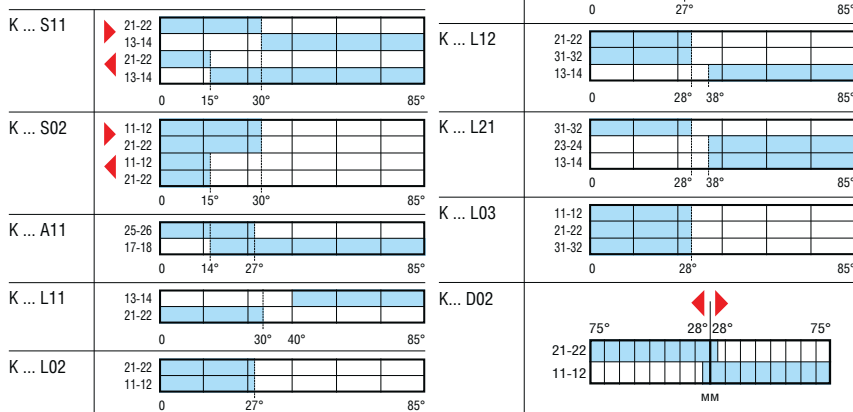 K ... S11
21-22
13-14
21-22
13-14
0 15° 30° 85°
K ... S02
11-12
21-22
11-12
21-22
0 15° 30° 85°
K ... A11
25-26
17-18
0 14° 27° 85°
K ... L11
13-14
21-22
0 30° 40° 85°
K ... L02
21-22
11-12
0 27° 85°
0 27° 85°
K ... L12
21-22
31-32
13-14
0 28° 38° 85°
K ... L21
31-32
23-24
13-14
0 28° 38° 85°
K ... L03
11-12
21-22
31-32
0 28° 85°
K... D02
75° 28° 28° 75°
21-22
11-12
MM